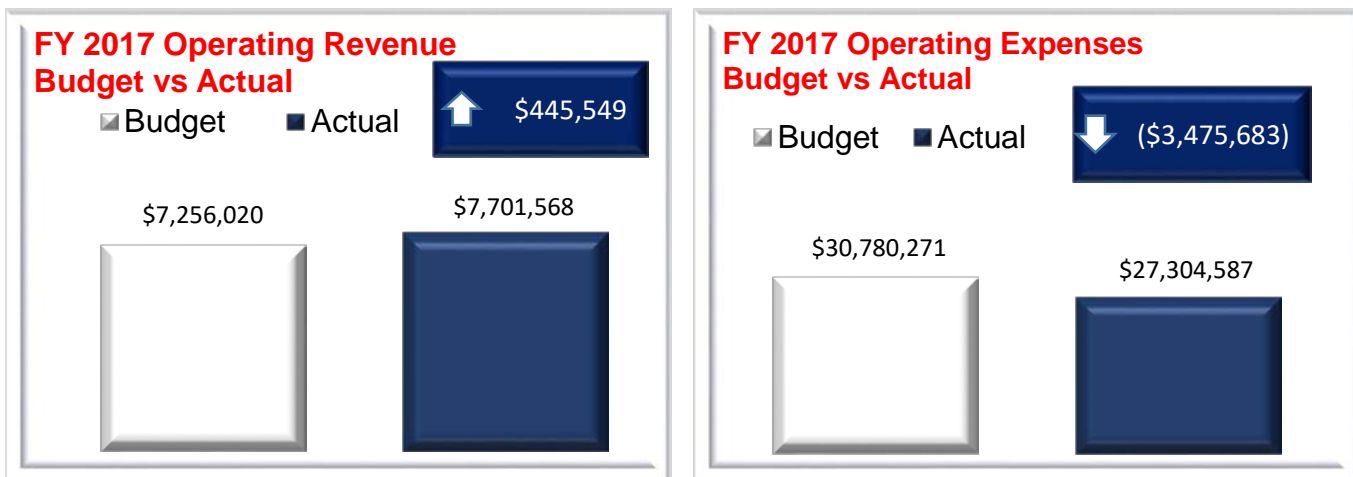 FY 2017 Operating Revenue
Budget vs Actual
$445,549
Budget Actual
$7,256,020
$7,701,568
FY 2017 Operating Expenses
Budget vs Actual
($3,475,683)
Budget Actual
$30,780,271
$27,304,587